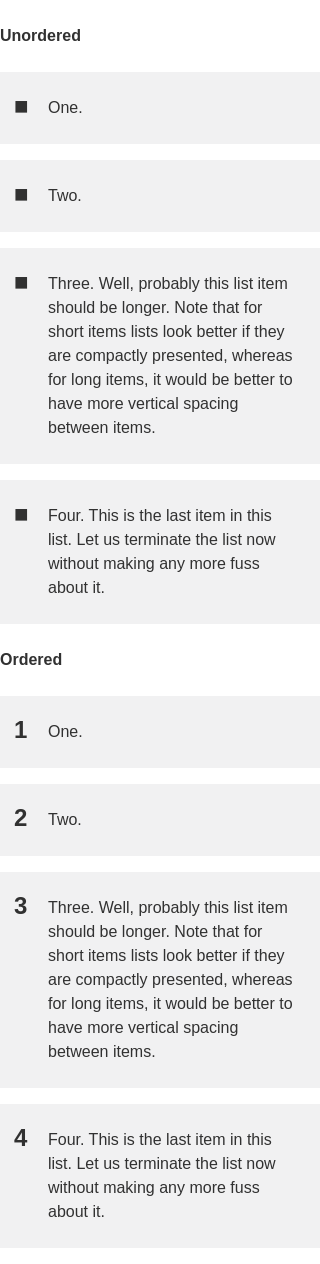 Unordered
■ One.
■ Two.
■ Three. Well, probably this list item
should be longer. Note that for
short items lists look better if they
are compactly presented, whereas
for long items, it would be better to
have more vertical spacing
between items.
■ Four. This is the last item in this
list. Let us terminate the list now
without making any more fuss
about it.
Ordered
1 One.
2 Two.
3 Three. Well, probably this list item
should be longer. Note that for
short items lists look better if they
are compactly presented, whereas
for long items, it would be better to
have more vertical spacing
between items.
4 Four. This is the last item in this
list. Let us terminate the list now
without making any more fuss
about it.